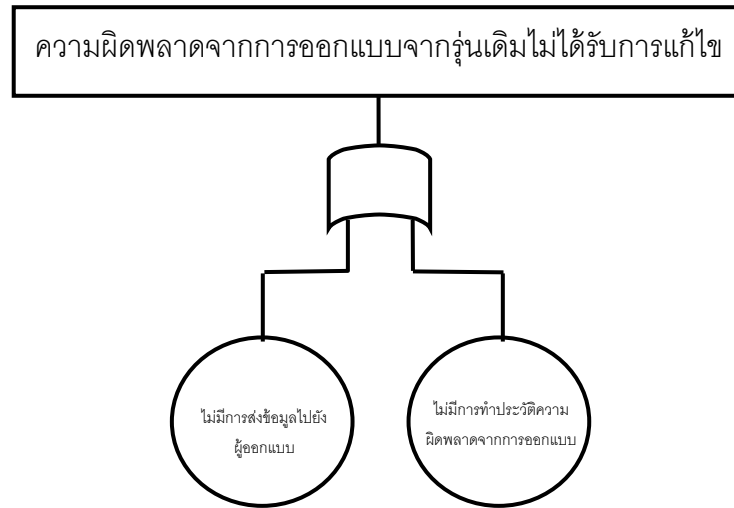 ความผิดพลาดจากการออกแบบจากรุ่นเดิมไม่ได้รับการแก้ไข
ไม่มีการส่งข้อมูลไปยัง
ผู้ออกแบบ
ไม่มีการทำประวัติความ
ผิดพลาดจากการออกแบบ